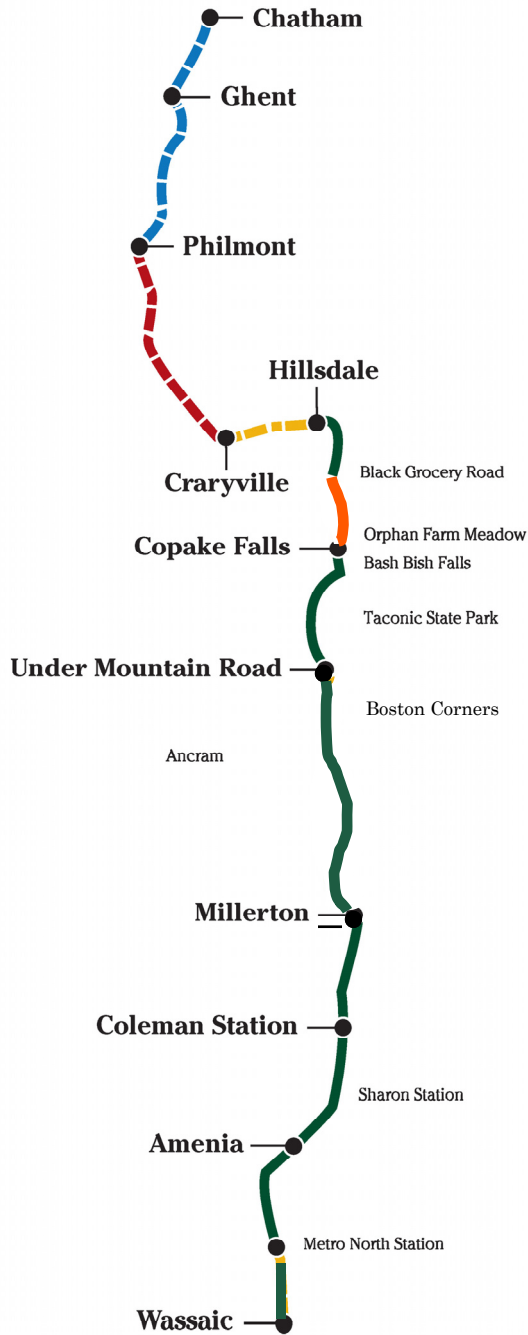 Chatham
Ghent
Philmont
Hillsdale
Black Grocery Road
Craryville
Orphan Farm Meadow
Copake Falls
Bash Bish Falls
Taconic State Park
Under Mountain Road
Boston Corners
Ancram
Millerton
Coleman Station
Sharon Station
Amenia
Metro North Station
Wassaic